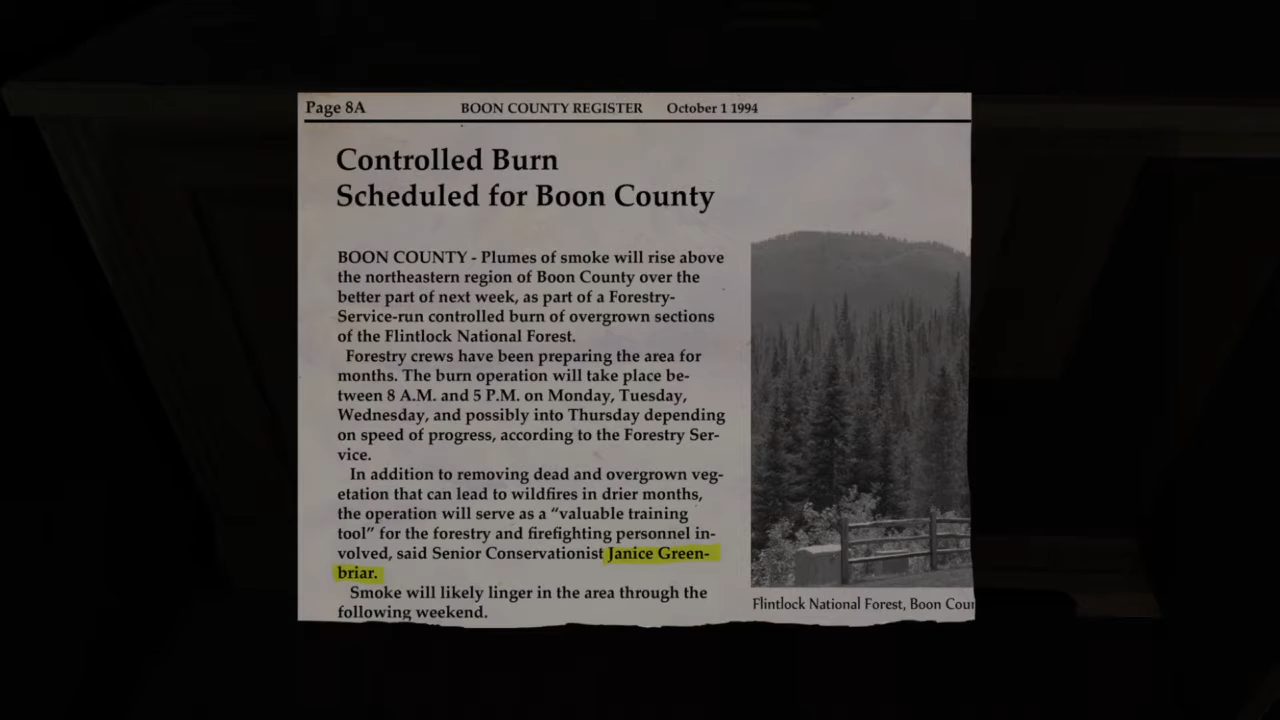 Page 8A BOON COUNTY REGISTER October 1 1994
Controlled Burn
Scheduled for Boon County
BOON COUNTY - Plumes of smoke will rise above
the northeastern region of Boon County over the
better part of next week, as part of a Forestry-
Service-run controlled burn of overgrown sections
of the Flintlock National Forest.
Forestry crews have been preparing the area for
months. The burn operation will take place be-
tween 8 A.M. and 5 P.M. on Monday, Tuesday,
Wednesday, and possibly into Thursday depending
on speed of progress, according to the Forestry Ser-
vice.
In addition to removing dead and overgrown veg-
etation that can lead to wildfires in drier months,
the operation will serve as a “valuable training
tool” for the forestry and firefighting personnel in-
volved, said Senior Conservationist Janice Green-
briar.
Smoke will likely linger in the area through the
following weekend.
Flintlock National Forest, Boon Cour